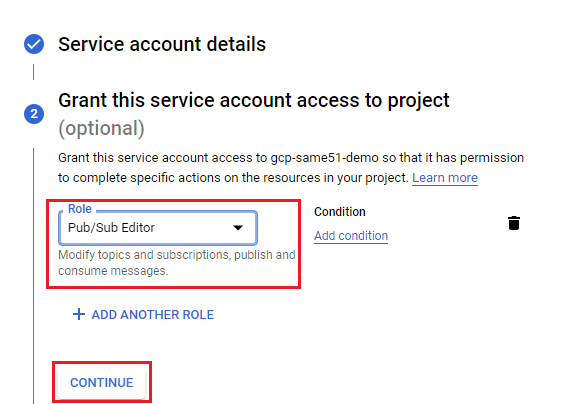 Service account details
2
Grant this service account access to project
(optional)
Grant this service account access to gcp-same51-demo so that it has permission
to complete specific actions on the resources in your project. Learn more
Role
Pub/Sub Editor
Condition
Add condition
Modify topics and subscriptions, publish and
consume messages.
ADD ANOTHER ROLE
CONTINUE